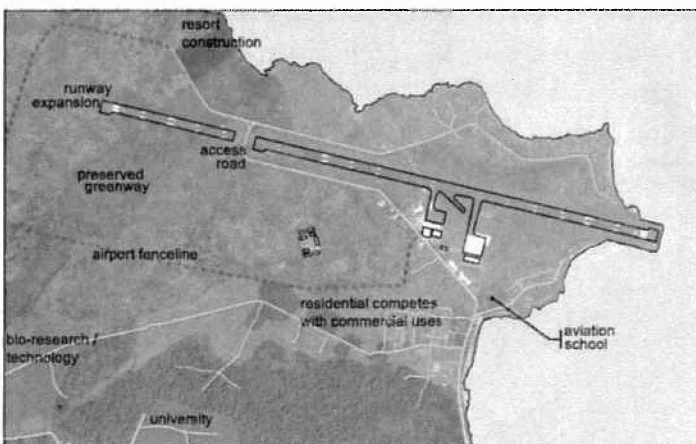 resort
construction
runway
expansion
access
road
preserved
greenway
airport fenceline
residential competes
with commercial uses
bio-research /
technology
aviation
school
university